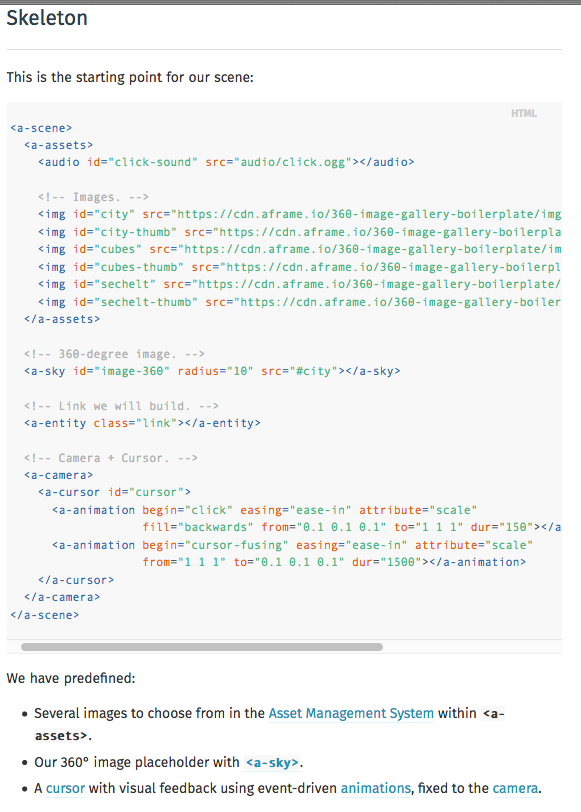 Skeleton
This is the starting point for our scene:
HTML
<a-scene>
<a-assets>
<audio id="click-sound" src="audio/click.ogg"></audio>
<!-- Images. -->
<img id="city" src="https://cdn.aframe.io/360-image-gallery-boilerplate/img
<img id="city-thumb" src="https://cdn.aframe.io/360-image-gallery-boilerpla
<img id="cubes" src="https://cdn.aframe.io/360-image-gallery-boilerplate/im
<img id="cubes-thumb" src="https://cdn.aframe.io/360-image-gallery-boilerpl
<img id="sechelt" src="https://cdn.aframe.io/360-image-gallery-boilerplate/
<img id="sechelt-thumb" src="https://cdn.aframe.io/360-image-gallery-boiler
</a-assets>
<!-- 360-degree image. -->
<a-sky id="image-360" radius="10" src="#city"></a-sky>
<!-- Link we will build. -->
<a-entity class="link"></a-entity>
<!-- Camera + Cursor. -->
<a-camera>
<a-cursor id="cursor">
<a-animation begin="click" easing="ease-in" attribute="scale"
fill="backwards" from="0.1 0.1 0.1" to="1 1 1" dur="150"></a
<a-animation begin="cursor-fusing" easing="ease-in" attribute="scale"
from="1 1 1" to="0.1 0.1 0.1" dur="1500"></a-animation>
</a-cursor>
</a-camera>
</a-scene>
We have predefined:
• Several images to choose from in the Asset Management System within <a-
assets>.
• Our 360° image placeholder with <a-sky>.
• A cursor with visual feedback using event-driven animations, fixed to the camera.